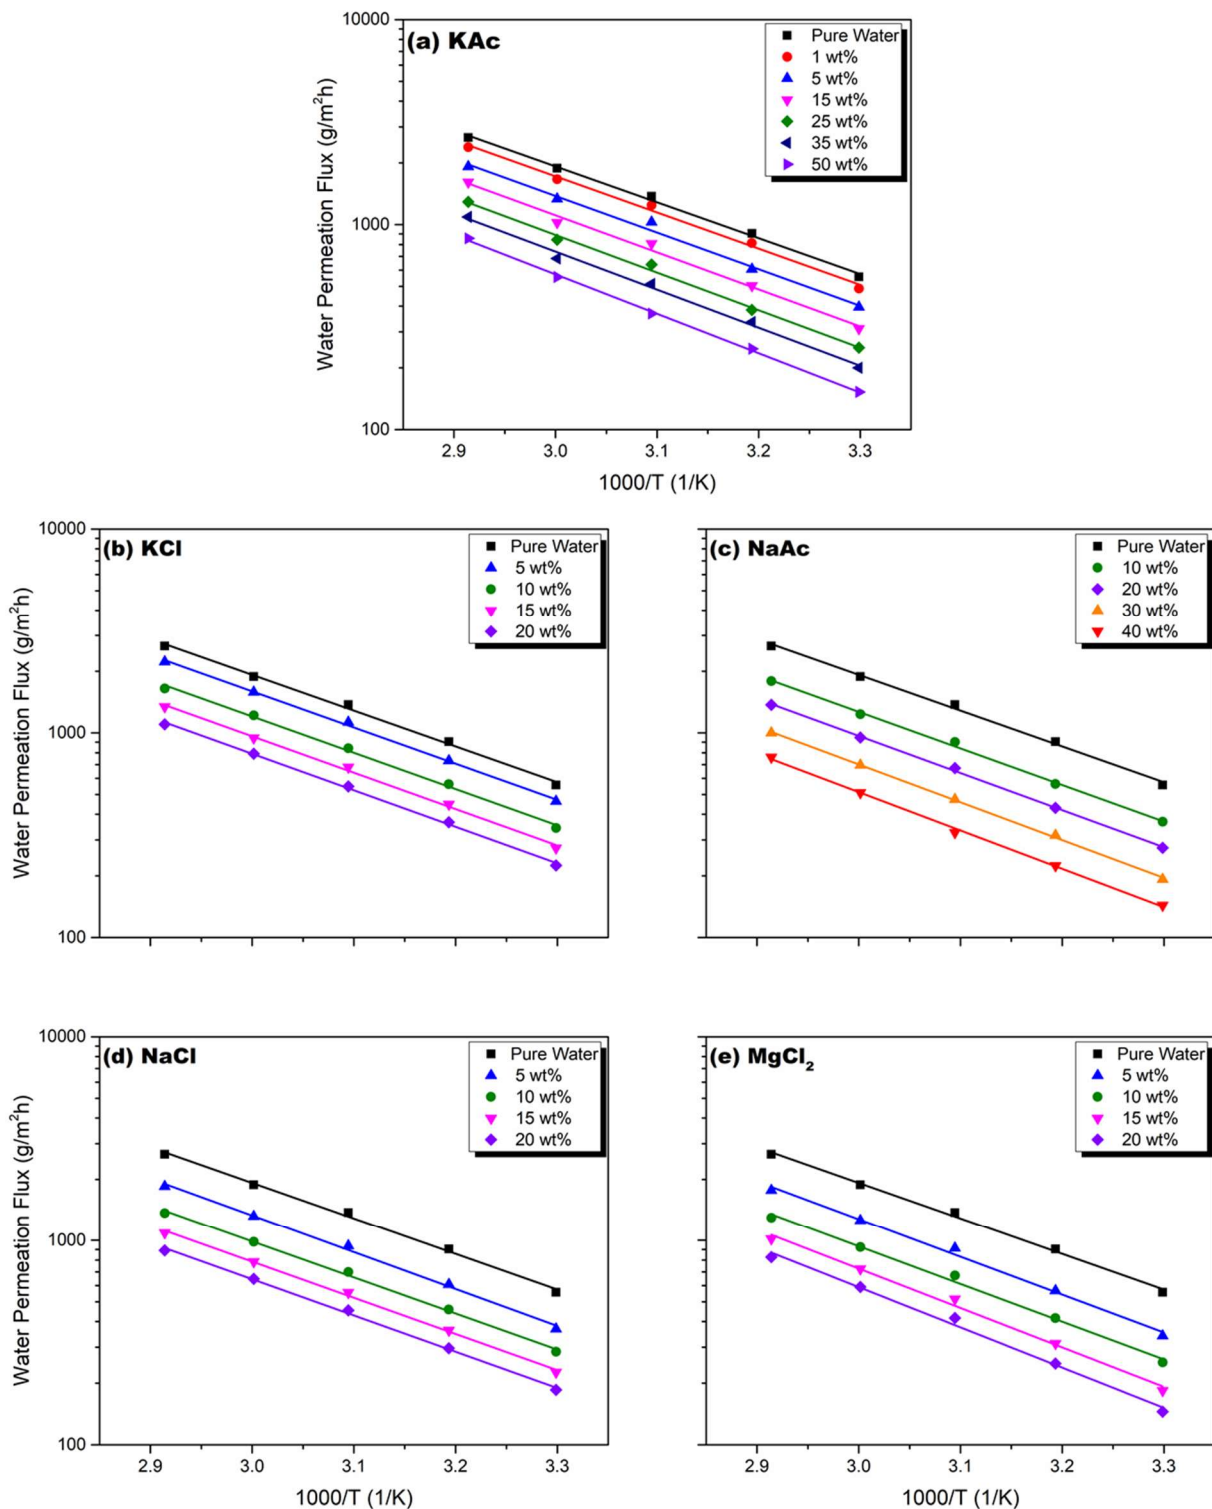 (a) KAc
Pure Water
1 wt%
5 wt%
15 wt%
25 wt%
35 wt%
50 wt%
10000
1000
100
Water Permeation Flux (g/m²h)
2.9 3.0 3.1 3.2 3.3
1000/T (1/K)
(b) KCl
Pure Water
5 wt%
10 wt%
15 wt%
20 wt%
10000
1000
100
Water Permeation Flux (g/m²h)
(c) NaAc
Pure Water
10 wt%
20 wt%
30 wt%
40 wt%
(d) NaCl
Pure Water
5 wt%
10 wt%
15 wt%
20 wt%
10000
1000
100
Water Permeation Flux (g/m²h)
2.9 3.0 3.1 3.2 3.3
1000/T (1/K)
(e) MgCl₂
Pure Water
5 wt%
10 wt%
15 wt%
20 wt%
2.9 3.0 3.1 3.2 3.3
1000/T (1/K)